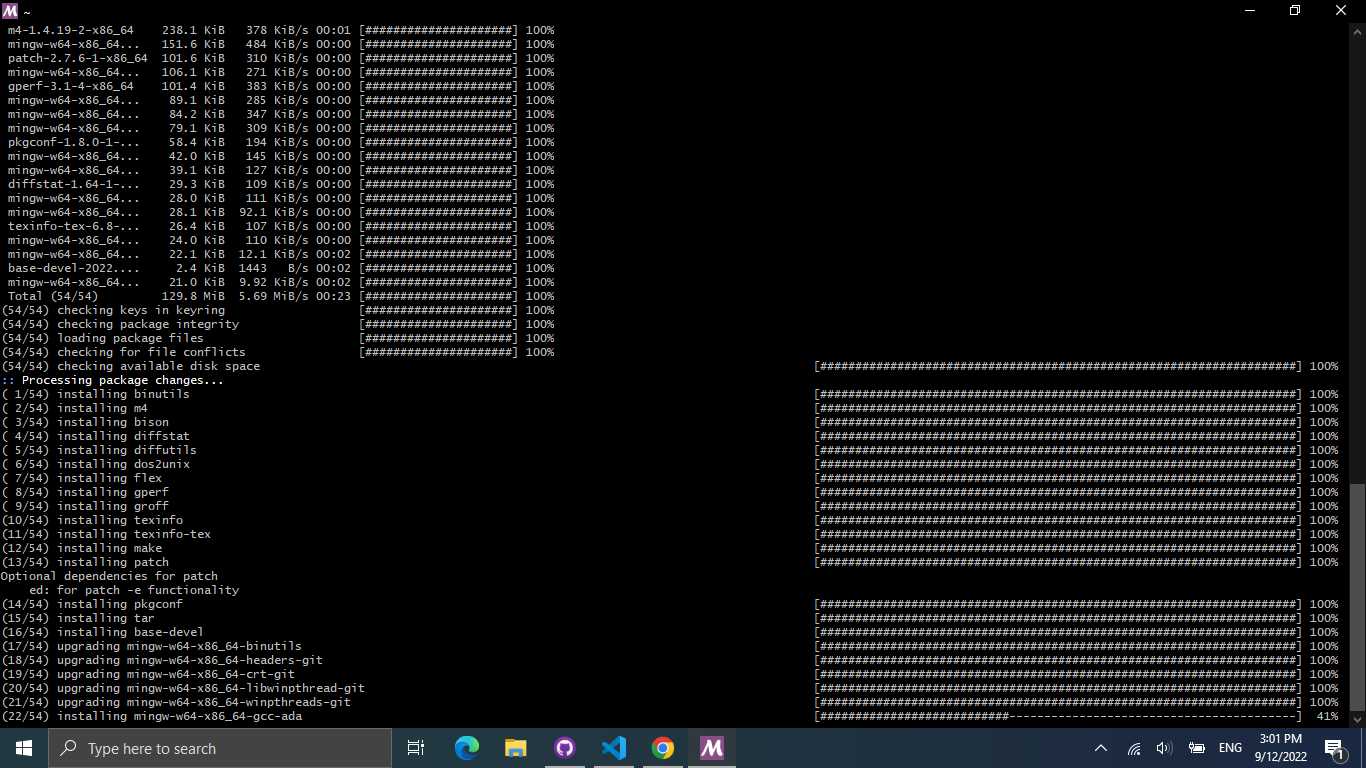 ~
m4-1.4.19-2-x86_64 238.1 KiB 378 KiB/s 00:01 [#####################] 100%
mingw-w64-x86_64... 151.6 KiB 484 KiB/s 00:00 [#####################] 100%
patch-2.7.6-1-x86_64 101.6 KiB 310 KiB/s 00:00 [#####################] 100%
mingw-w64-x86_64... 106.1 KiB 271 KiB/s 00:00 [#####################] 100%
gperf-3.1-4-x86_64 101.4 KiB 383 KiB/s 00:00 [#####################] 100%
mingw-w64-x86_64... 89.1 KiB 285 KiB/s 00:00 [#####################] 100%
mingw-w64-x86_64... 84.2 KiB 347 KiB/s 00:00 [#####################] 100%
mingw-w64-x86_64... 79.1 KiB 309 KiB/s 00:00 [#####################] 100%
pkgconf-1.8.0-1-... 58.4 KiB 194 KiB/s 00:00 [#####################] 100%
mingw-w64-x86_64... 42.0 KiB 145 KiB/s 00:00 [#####################] 100%
mingw-w64-x86_64... 39.1 KiB 127 KiB/s 00:00 [#####################] 100%
diffstat-1.64-1-... 29.3 KiB 109 KiB/s 00:00 [#####################] 100%
mingw-w64-x86_64... 28.0 KiB 111 KiB/s 00:00 [#####################] 100%
mingw-w64-x86_64... 28.1 KiB 92.1 KiB/s 00:00 [#####################] 100%
texinfo-tex-6.8-... 26.4 KiB 107 KiB/s 00:00 [#####################] 100%
mingw-w64-x86_64... 24.0 KiB 110 KiB/s 00:00 [#####################] 100%
mingw-w64-x86_64... 22.1 KiB 12.1 KiB/s 00:02 [#####################] 100%
base-devel-2022.... 2.4 KiB 1443 B/s 00:02 [#####################] 100%
mingw-w64-x86_64... 21.0 KiB 9.92 KiB/s 00:02 [#####################] 100%
Total (54/54) 129.8 MiB 5.69 MiB/s 00:23 [#####################] 100%
(54/54) checking keys in keyring [#####################] 100%
(54/54) checking package integrity [#####################] 100%
(54/54) loading package files [#####################] 100%
(54/54) checking for file conflicts [#####################] 100%
(54/54) checking available disk space [####################################################################] 100%
:: Processing package changes...
( 1/54) installing binutils [####################################################################] 100%
( 2/54) installing m4 [####################################################################] 100%
( 3/54) installing bison [####################################################################] 100%
( 4/54) installing diffstat [####################################################################] 100%
( 5/54) installing diffutils [####################################################################] 100%
( 6/54) installing dos2unix [####################################################################] 100%
( 7/54) installing flex [####################################################################] 100%
( 8/54) installing gperf [####################################################################] 100%
( 9/54) installing groff [####################################################################] 100%
(10/54) installing texinfo [####################################################################] 100%
(11/54) installing texinfo-tex [####################################################################] 100%
(12/54) installing make [####################################################################] 100%
(13/54) installing patch [####################################################################] 100%
Optional dependencies for patch
ed: for patch -e functionality
(14/54) installing pkgconf [####################################################################] 100%
(15/54) installing tar [####################################################################] 100%
(16/54) installing base-devel [####################################################################] 100%
(17/54) upgrading mingw-w64-x86_64-binutils [####################################################################] 100%
(18/54) upgrading mingw-w64-x86_64-headers-git [####################################################################] 100%
(19/54) upgrading mingw-w64-x86_64-crt-git [####################################################################] 100%
(20/54) upgrading mingw-w64-x86_64-libwinpthread-git [####################################################################] 100%
(21/54) upgrading mingw-w64-x86_64-winpthreads-git [####################################################################] 100%
(22/54) installing mingw-w64-x86_64-gcc-ada [###########################-----------------------------------------] 41%
Type here to search
ENG
3:01 PM
9/12/2022
1